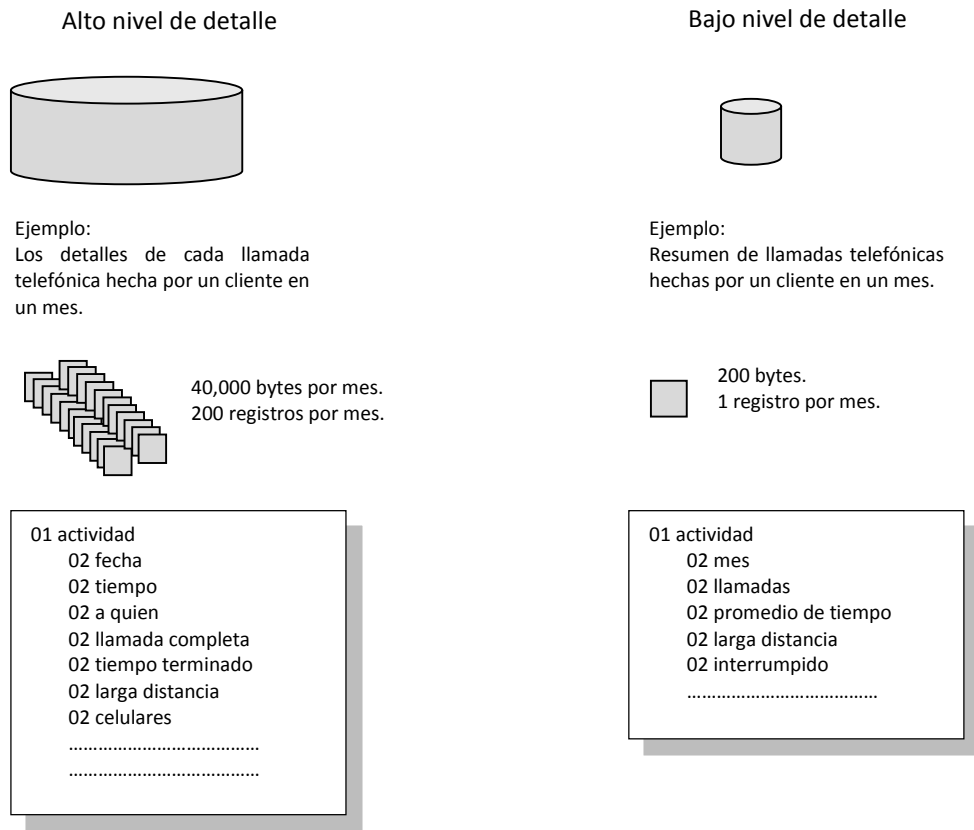 Alto nivel de detalle
Ejemplo:
Los detalles de cada llamada
telefónica hecha por un cliente en
un mes.
40,000 bytes por mes.
200 registros por mes.
01 actividad
02 fecha
02 tiempo
02 a quien
02 llamada completa
02 tiempo terminado
02 larga distancia
02 celulares
…………………………………
…………………………………
Bajo nivel de detalle
Ejemplo:
Resumen de llamadas telefónicas
hechas por un cliente en un mes.
200 bytes.
1 registro por mes.
01 actividad
02 mes
02 llamadas
02 promedio de tiempo
02 larga distancia
02 interrumpido
…………………………………